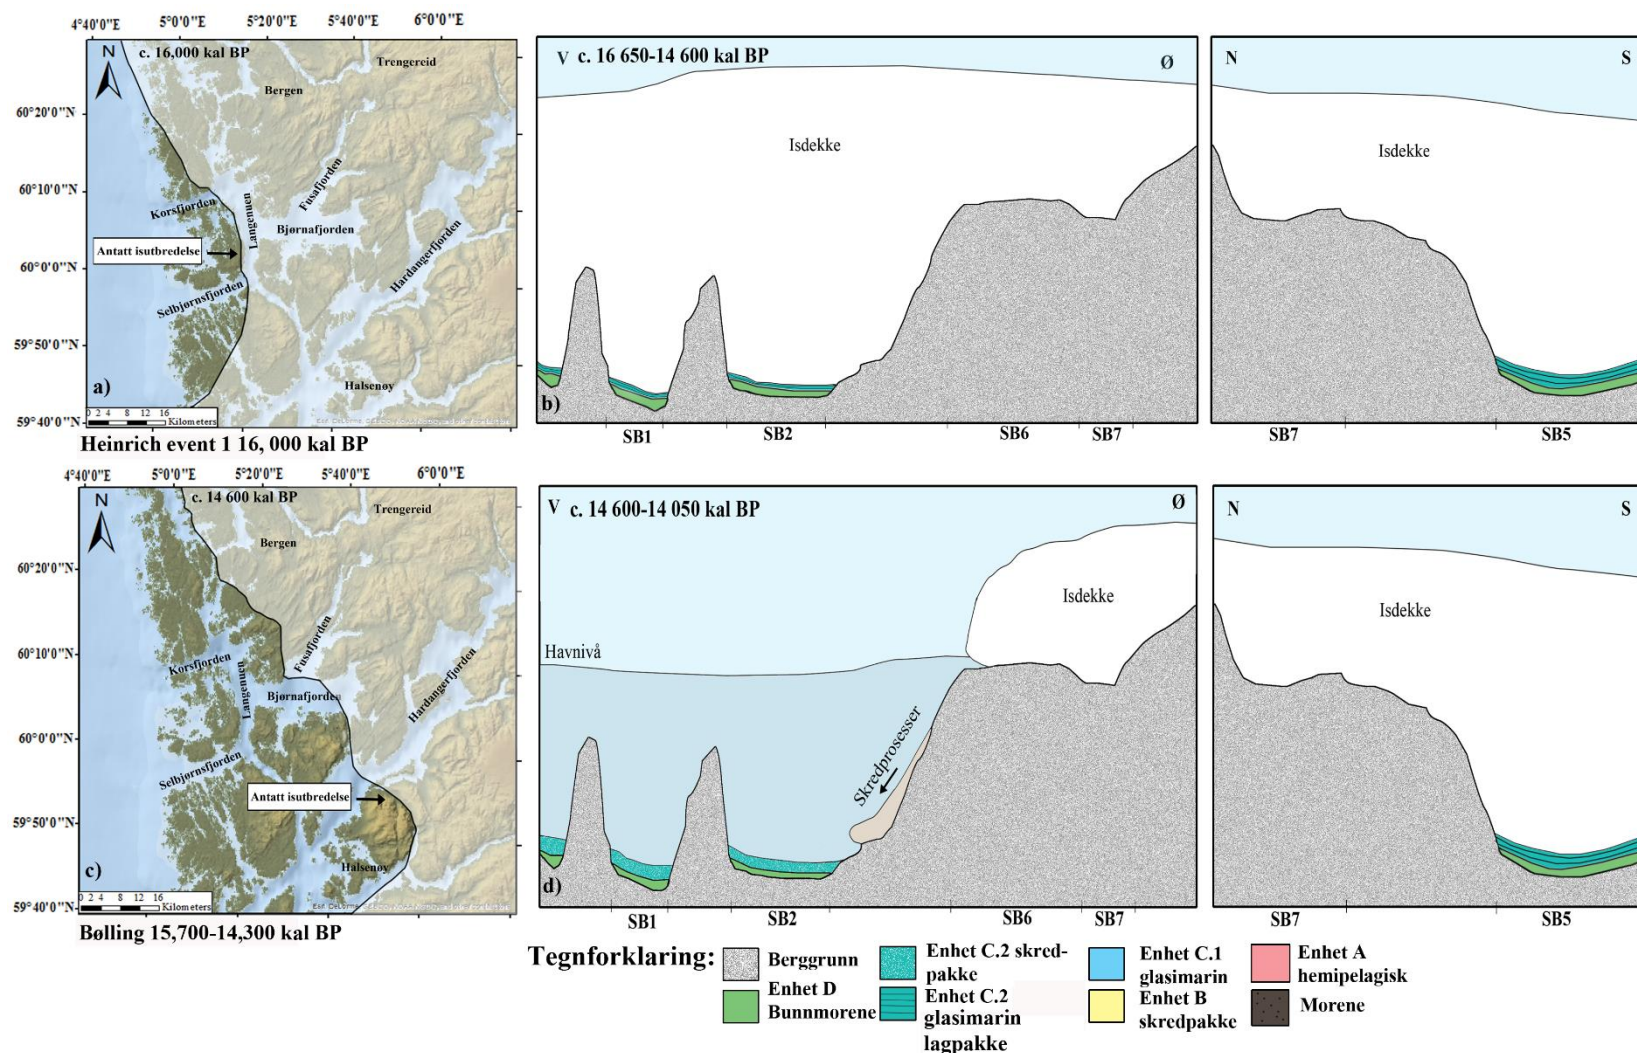 4°40'0"E 5°0'0"E 5°20'0"E 5°40'0"E 6°0'0"E
c. 16,000 kal BP
N
Trengereid
Bergen
60°20'0"N
60°10'0"N
60°0'0"N
59°50'0"N
59°40'0"N
Fusafjorden
Korsfjorden
Langenuen
Bjørnafjorden
Antatt isutbredelse
Hardangerfjorden
Selbjørnsfjorden
Halsenøy
a)
0 2 4 8 12 16
Kilometers
Heinrich event 1 16, 000 kal BP
V c. 16 650-14 600 kal BP Ø
Isdekke
b)
SB1 SB2 SB6 SB7
N S
Isdekke
SB7 SB5
4°40'0"E 5°0'0"E 5°20'0"E 5°40'0"E 6°0'0"E
c. 14 600 kal BP
N
Trengereid
Bergen
60°20'0"N
60°10'0"N
60°0'0"N
59°50'0"N
59°40'0"N
Fusafjorden
Korsfjorden
Langenuen
Bjørnafjorden
Hardangerfjorden
Selbjørnsfjorden
Antatt isutbredelse
Halsenøy
c)
0 2 4 8 12 16
Kilometers
Bølling 15,700-14,300 kal BP
V c. 14 600-14 050 kal BP Ø
Isdekke
Havnivå
Skredprosesser
d)
SB1 SB2 SB6 SB7
N S
Isdekke
SB7 SB5
Tegnforklaring:
Berggrunn
Enhet D
Bunnmorene
Enhet C.2 skred-
pakke
Enhet C.2
glasimarin
lagpakke
Enhet C.1
glasimarin
Enhet B
skredpakke
Enhet A
hemipelagisk
Morene